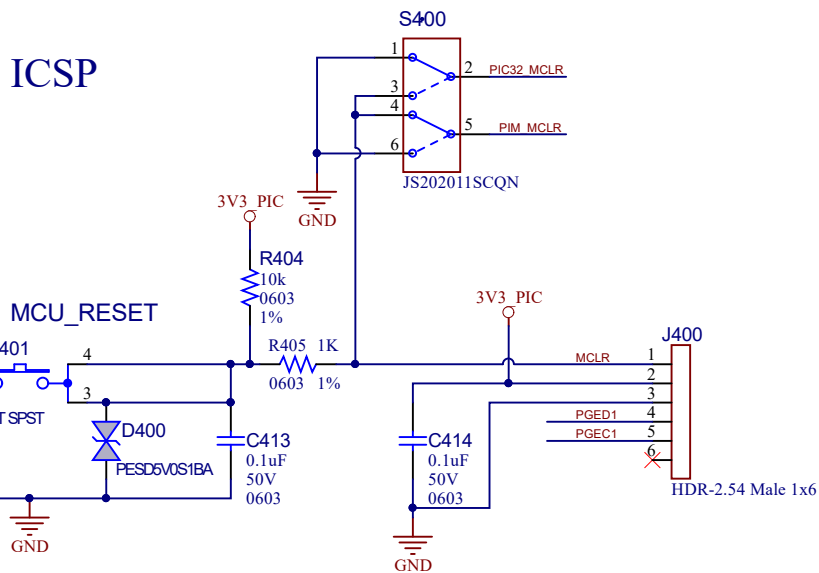 S400
ICSP
1
2
PIC32_MCLR
3
4
5
PIM_MCLR
6
JS202011SCQN
GND
3V3_PIC
R404
10k
0603
1%
MCU_RESET
401
4
3
T SPST
R405 1K
0603 1%
D400
PESD5V0S1BA
C413
0.1uF
50V
0603
GND
3V3_PIC
C414
0.1uF
50V
0603
GND
J400
MCLR
1
2
3
PGED1
4
PGEC1
5
6
HDR-2.54 Male 1x6